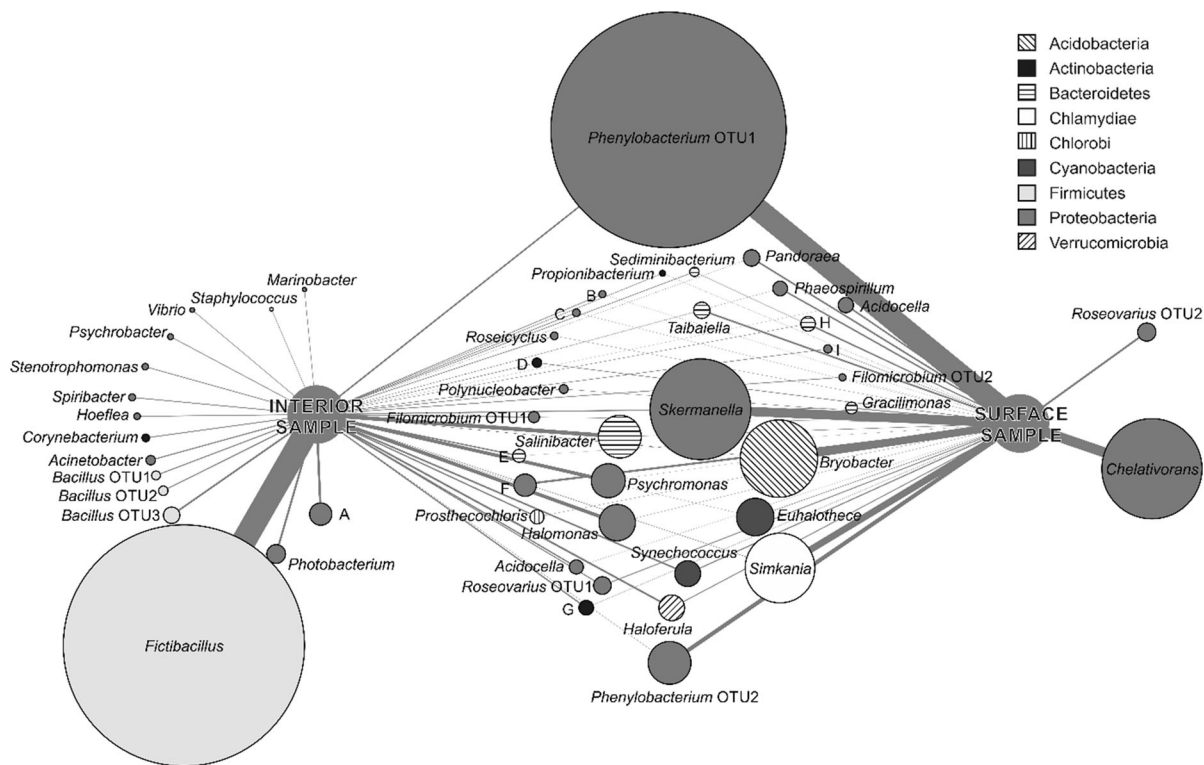 Acidobacteria
Actinobacteria
Bacteroidetes
Chlamydiae
Chlorobi
Cyanobacteria
Firmicutes
Proteobacteria
Verrucomicrobia
Phenylobacterium OTU1
Sediminibacterium
Pandoraea
Propionibacterium
Marinobacter
Staphylococcus
Vibrio
B
Phaeospirillum
Acidocella
C
Taibaiella
H
Roseovarius OTU2
Psychrobacter
Roseicyclus
I
D
Stenotrophomonas
Filomicrobium OTU2
Polynucleobacter
Spiribacter
INTERIOR
SAMPLE
Hoeflea
Gracilimonas
Skermanella
SURFACE
SAMPLE
Filomicrobium OTU1
Corynebacterium
Salinibacter
Acinetobacter
E
Bryobacter
Chelativorans
Bacillus OTU1
Psychromonas
F
Bacillus OTU2
Bacillus OTU3
A
Prosthecochloris
Halomonas
Euhalothece
Photobacterium
Synechococcus
Acidocella
Simkania
Roseovarius OTU1
G
Haloferula
Fictibacillus
Phenylobacterium OTU2